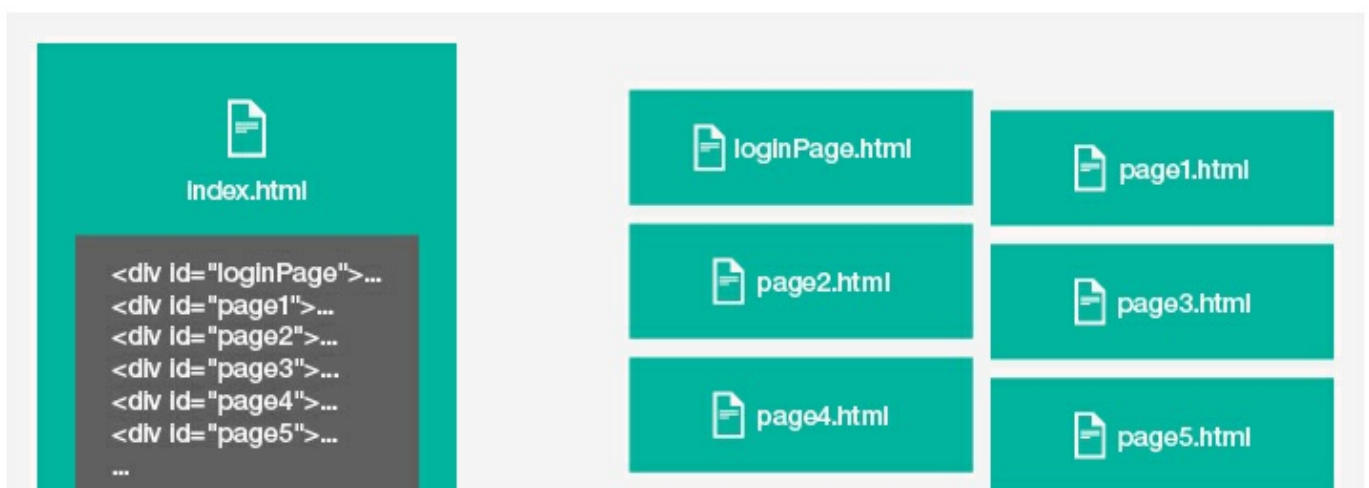 index.html
<div id="loginPage">...
<div id="page1">...
<div id="page2">...
<div id="page3">...
<div id="page4">...
<div id="page5">...
...
loginPage.html
page1.html
page2.html
page3.html
page4.html
page5.html